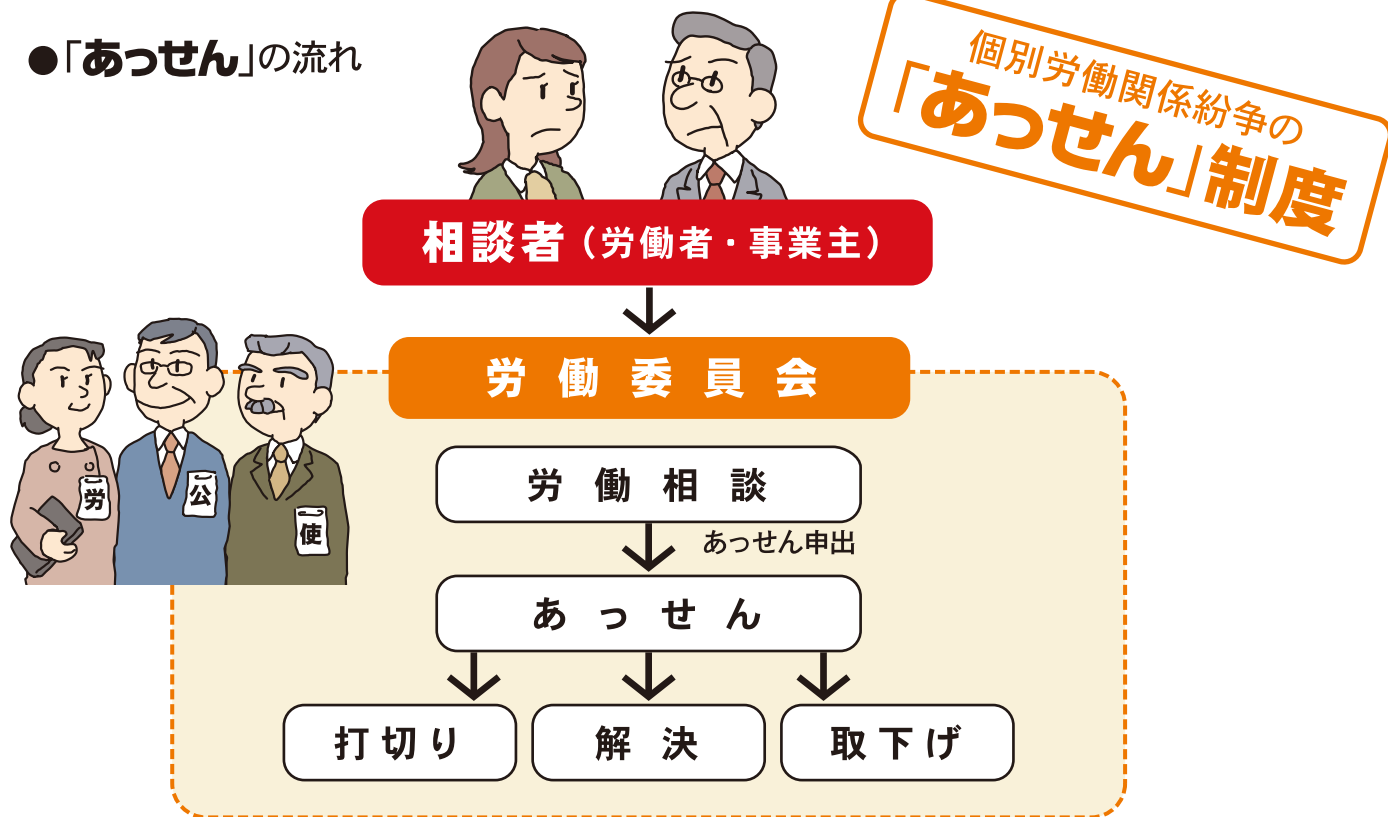 ●「あっせん」の流れ
個別労働関係紛争の
「あっせん」制度
相談者（労働者・事業主）
労働委員会
労
公
使
労働相談
あっせん申出
あっせん
打切り
解決
取下げ